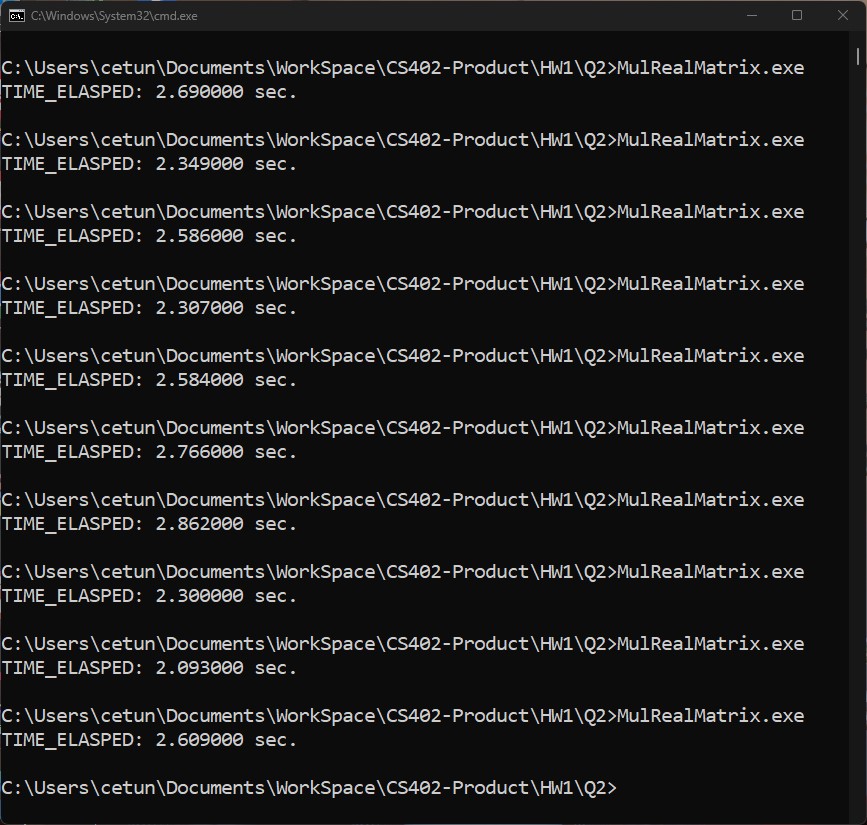 C:\Windows\System32\cmd.exe
C:\Users\cetun\Documents\WorkSpace\CS402-Product\HW1\Q2>MulRealMatrix.exe
TIME_ELASPED: 2.690000 sec.
C:\Users\cetun\Documents\WorkSpace\CS402-Product\HW1\Q2>MulRealMatrix.exe
TIME_ELASPED: 2.349000 sec.
C:\Users\cetun\Documents\WorkSpace\CS402-Product\HW1\Q2>MulRealMatrix.exe
TIME_ELASPED: 2.586000 sec.
C:\Users\cetun\Documents\WorkSpace\CS402-Product\HW1\Q2>MulRealMatrix.exe
TIME_ELASPED: 2.307000 sec.
C:\Users\cetun\Documents\WorkSpace\CS402-Product\HW1\Q2>MulRealMatrix.exe
TIME_ELASPED: 2.584000 sec.
C:\Users\cetun\Documents\WorkSpace\CS402-Product\HW1\Q2>MulRealMatrix.exe
TIME_ELASPED: 2.766000 sec.
C:\Users\cetun\Documents\WorkSpace\CS402-Product\HW1\Q2>MulRealMatrix.exe
TIME_ELASPED: 2.862000 sec.
C:\Users\cetun\Documents\WorkSpace\CS402-Product\HW1\Q2>MulRealMatrix.exe
TIME_ELASPED: 2.300000 sec.
C:\Users\cetun\Documents\WorkSpace\CS402-Product\HW1\Q2>MulRealMatrix.exe
TIME_ELASPED: 2.093000 sec.
C:\Users\cetun\Documents\WorkSpace\CS402-Product\HW1\Q2>MulRealMatrix.exe
TIME_ELASPED: 2.609000 sec.
C:\Users\cetun\Documents\WorkSpace\CS402-Product\HW1\Q2>